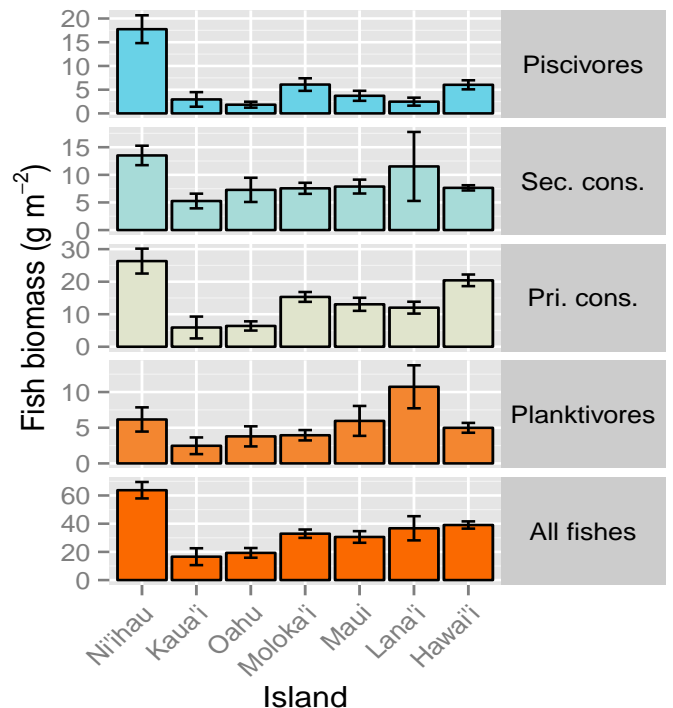 Fish biomass (g m⁻²)
20
15
10
5
0
Piscivores
15
10
5
0
Sec. cons.
30
20
10
0
Pri. cons.
10
5
0
Planktivores
60
40
20
0
All fishes
Ni'ihau
Kaua'i
Oahu
Moloka'i
Maui
Lana'i
Hawai'i
Island